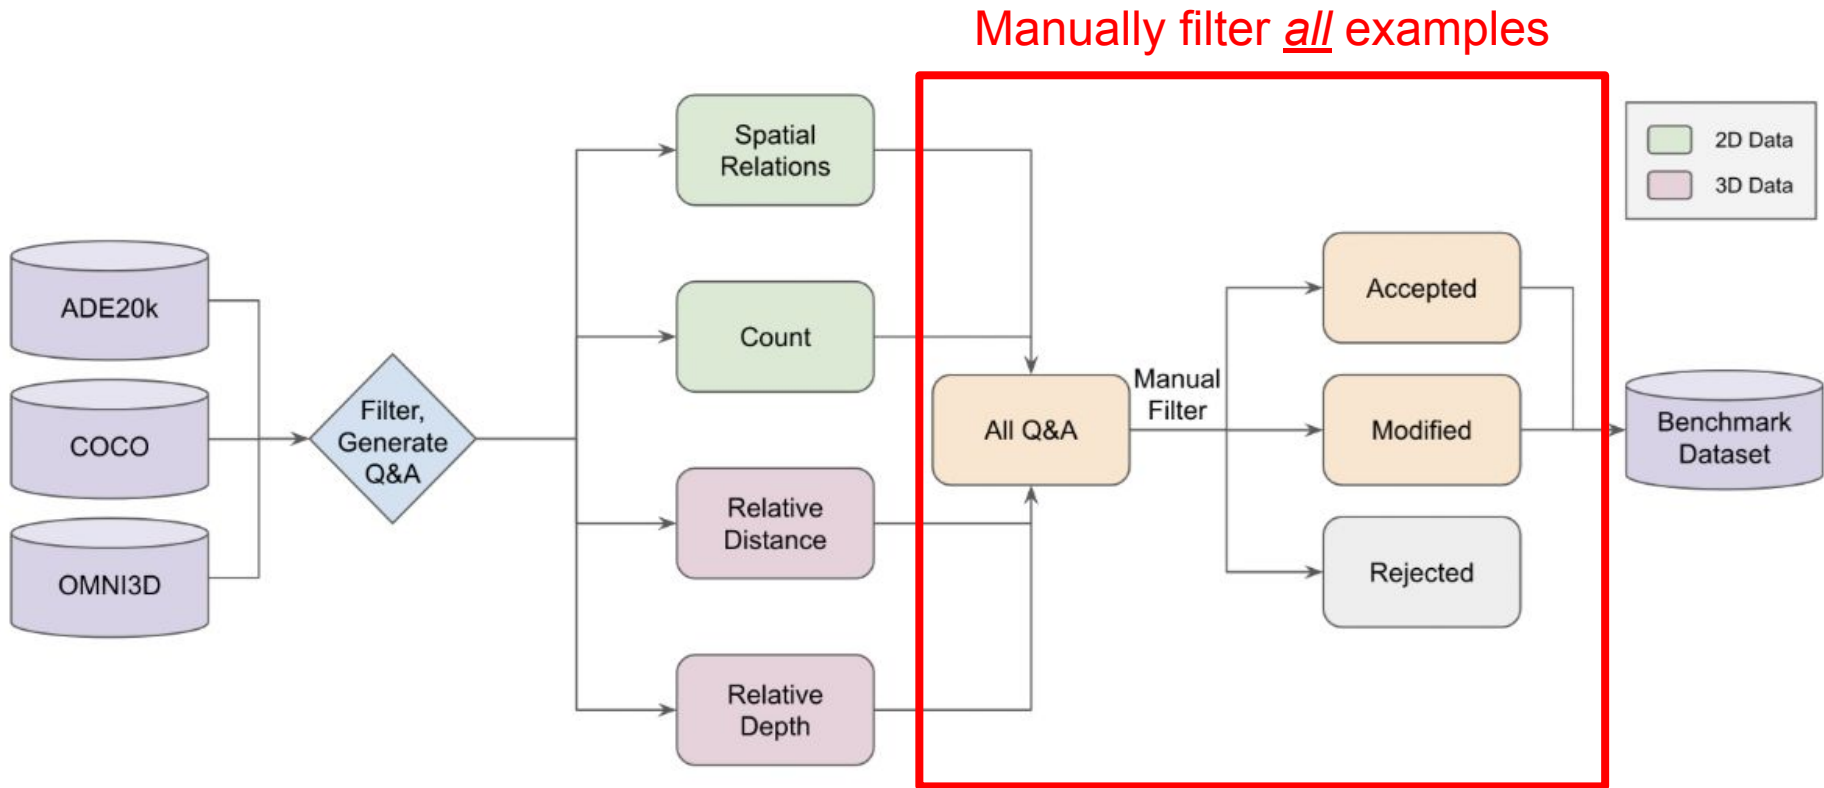 Manually filter all examples
Spatial
Relations
2D Data
3D Data
ADE20k
Count
Accepted
Manual
Filter
COCO
Filter,
Generate
Q&A
All Q&A
Modified
Benchmark
Dataset
Relative
Distance
OMNI3D
Rejected
Relative
Depth